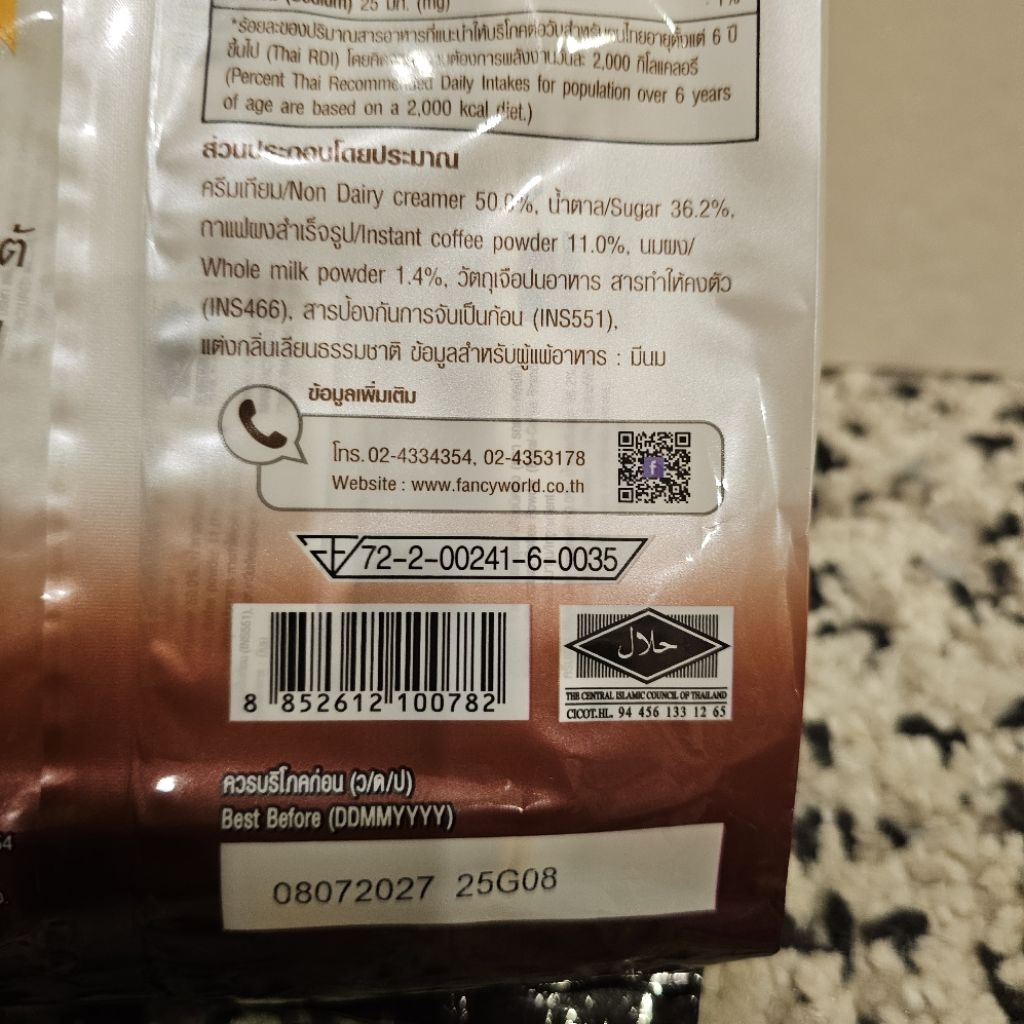 (Sodium) 25 มก. (mg) 1%
*ร้อยละของปริมาณสารอาหารที่แนะนำให้บริโภคต่อวันสำหรับคนไทยอายุตั้งแต่ 6 ปี
ขึ้นไป (Thai RDI) โดยคิดจากความต้องการพลังงานวันละ 2,000 กิโลแคลอรี่
(Percent Thai Recommended Daily Intakes for population over 6 years
of age are based on a 2,000 kcal diet.)
ส่วนประกอบโดยประมาณ
ครีมเทียม/Non Dairy creamer 50.0%, น้ำตาล/Sugar 36.2%,
กาแฟผงสำเร็จรูป/Instant coffee powder 11.0%, นมผง/
Whole milk powder 1.4%, วัตถุเจือปนอาหาร สารทำให้คงตัว
(INS466), สารป้องกันการจับเป็นก้อน (INS551),
แต่งกลิ่นเลียนธรรมชาติ ข้อมูลสำหรับผู้แพ้อาหาร : มีนม
ข้อมูลเพิ่มเติม
โทร. 02-4334354, 02-4353178
Website : www.fancyworld.co.th
72-2-00241-6-0035
8 852612 100782
حلال
THE CENTRAL ISLAMIC COUNCIL OF THAILAND
CICOT.HL. 94 456 133 12 65
ควรบริโภคก่อน (ว/ด/ป)
Best Before (DDMMYYYY)
08072027 25G08